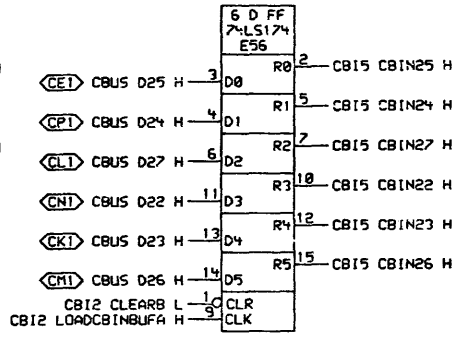 6 D FF
74LS174
E56
R0 2 CBI5 CBIN25 H
CE1 CBUS D25 H 3 D0
R1 5 CBI5 CBIN24 H
CP1 CBUS D24 H 4 D1
R2 7 CBI5 CBIN27 H
CL1 CBUS D27 H 6 D2
R3 10 CBI5 CBIN22 H
CN1 CBUS D22 H 11 D3
R4 12 CBI5 CBIN23 H
CK1 CBUS D23 H 13 D4
R5 15 CBI5 CBIN26 H
CM1 CBUS D26 H 14 D5
CBI2 CLEARB L 1 CLR
CBI2 LOADCBINBUFA H 9 CLK